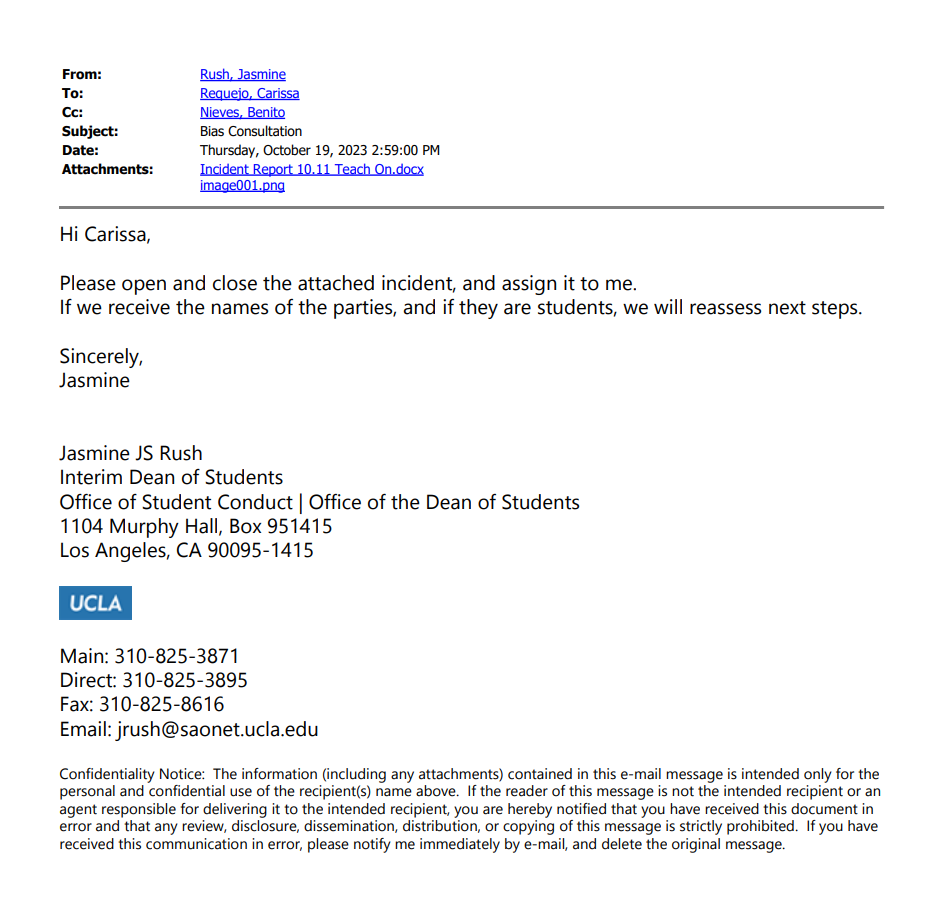 From: Rush, Jasmine
To: Requejo, Carissa
Cc: Nieves, Benito
Subject: Bias Consultation
Date: Thursday, October 19, 2023 2:59:00 PM
Attachments: Incident Report 10.11 Teach On.docx
image001.png
Hi Carissa,
Please open and close the attached incident, and assign it to me.
If we receive the names of the parties, and if they are students, we will reassess next steps.
Sincerely,
Jasmine
Jasmine JS Rush
Interim Dean of Students
Office of Student Conduct | Office of the Dean of Students
1104 Murphy Hall, Box 951415
Los Angeles, CA 90095-1415
UCLA
Main: 310-825-3871
Direct: 310-825-3895
Fax: 310-825-8616
Email: jrush@saonet.ucla.edu
Confidentiality Notice:  The information (including any attachments) contained in this e-mail message is intended only for the
personal and confidential use of the recipient(s) name above.  If the reader of this message is not the intended recipient or an
agent responsible for delivering it to the intended recipient, you are hereby notified that you have received this document in
error and that any review, disclosure, dissemination, distribution, or copying of this message is strictly prohibited.  If you have
received this communication in error, please notify me immediately by e-mail, and delete the original message.